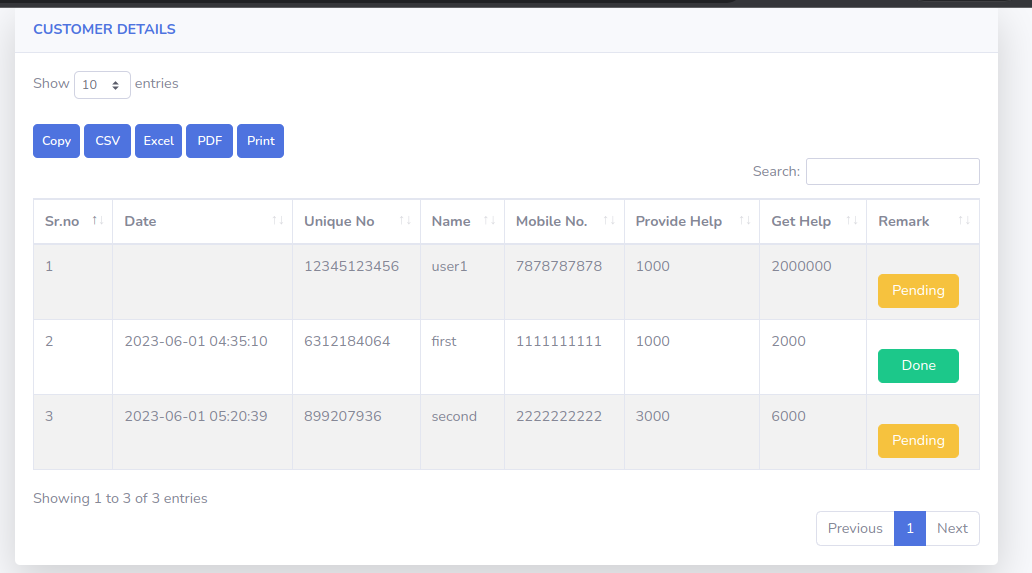 CUSTOMER DETAILS
Show 10 entries
Copy CSV Excel PDF Print
Search:
Sr.no Date Unique No Name Mobile No. Provide Help Get Help Remark
1 12345123456 user1 7878787878 1000 2000000
Pending
2 2023-06-01 04:35:10 6312184064 first 1111111111 1000 2000
Done
3 2023-06-01 05:20:39 899207936 second 2222222222 3000 6000
Pending
Showing 1 to 3 of 3 entries
Previous 1 Next